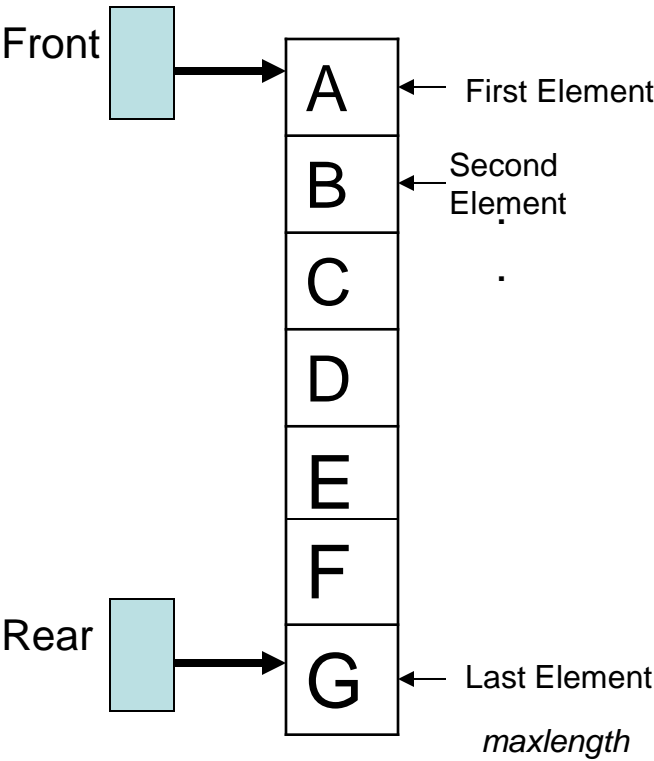 Front
A
First Element
B
Second
Element
.
.
C
D
E
F
Rear
G
Last Element
maxlength